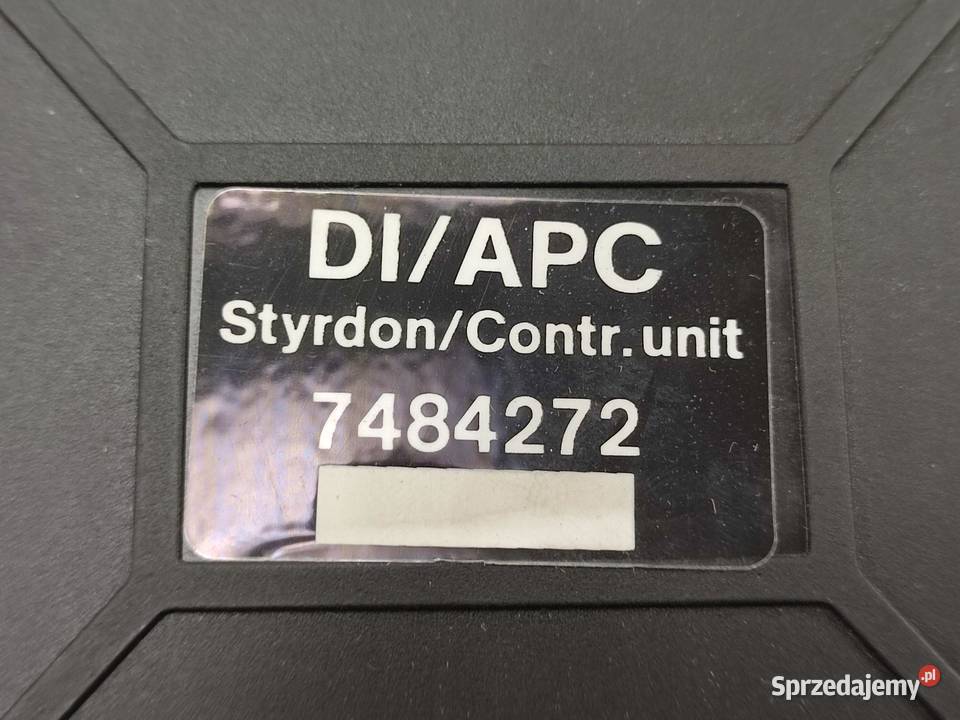 DI/APC
Styrdon/Contr.unit
7484272
Sprzedajemy.pl